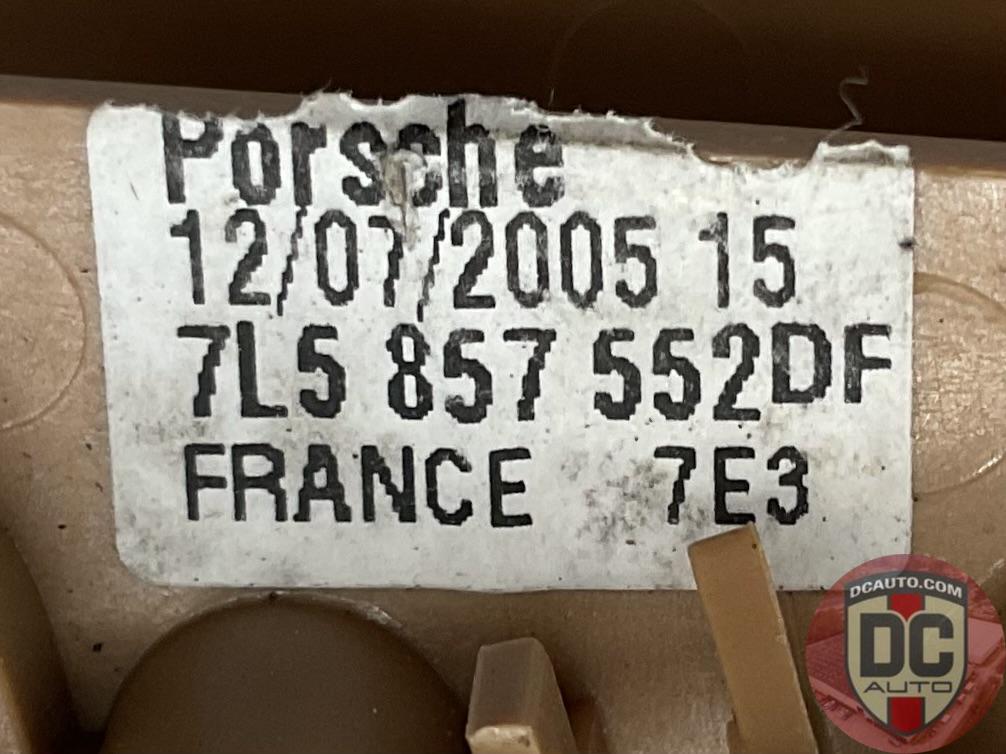 Porsche
12/07/2005 15
7L5 857 552DF
FRANCE 7E3
DCAUTO.COM
DC
AUTO